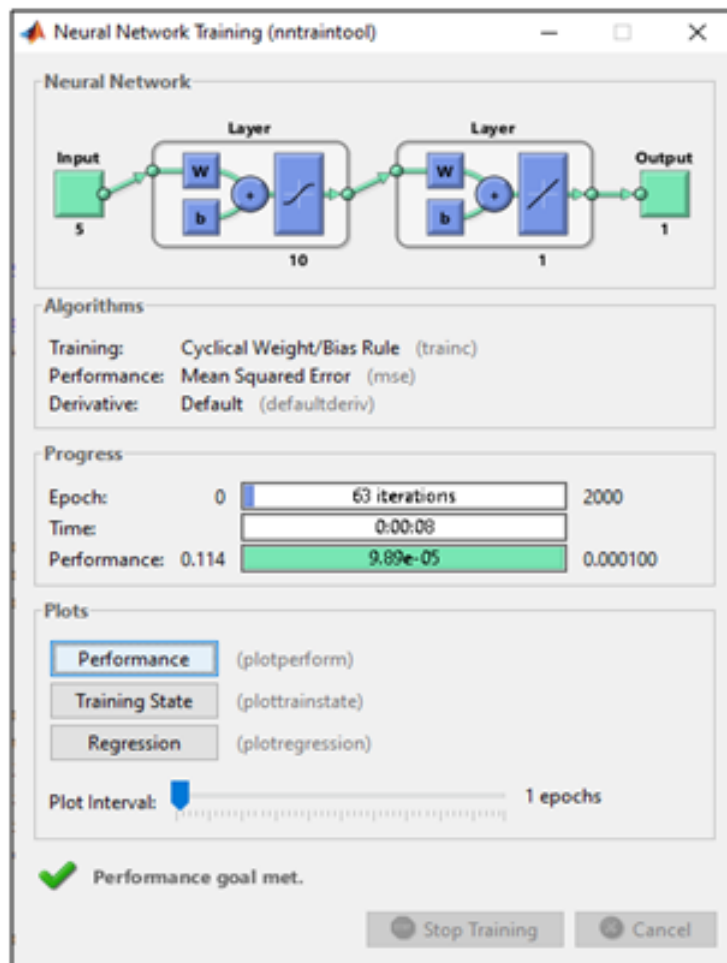 Neural Network Training (nntraintool)
Neural Network
Layer Layer
Input Output
W W
+ +
b b
5 1
10 1
Algorithms
Training: Cyclical Weight/Bias Rule (trainc)
Performance: Mean Squared Error (mse)
Derivative: Default (defaultderiv)
Progress
Epoch: 0 63 iterations 2000
Time: 0:00:08
Performance: 0.114 9.89e-05 0.000100
Plots
Performance (plotperform)
Training State (plottrainstate)
Regression (plotregression)
Plot Interval: 1 epochs
Performance goal met.
Stop Training Cancel